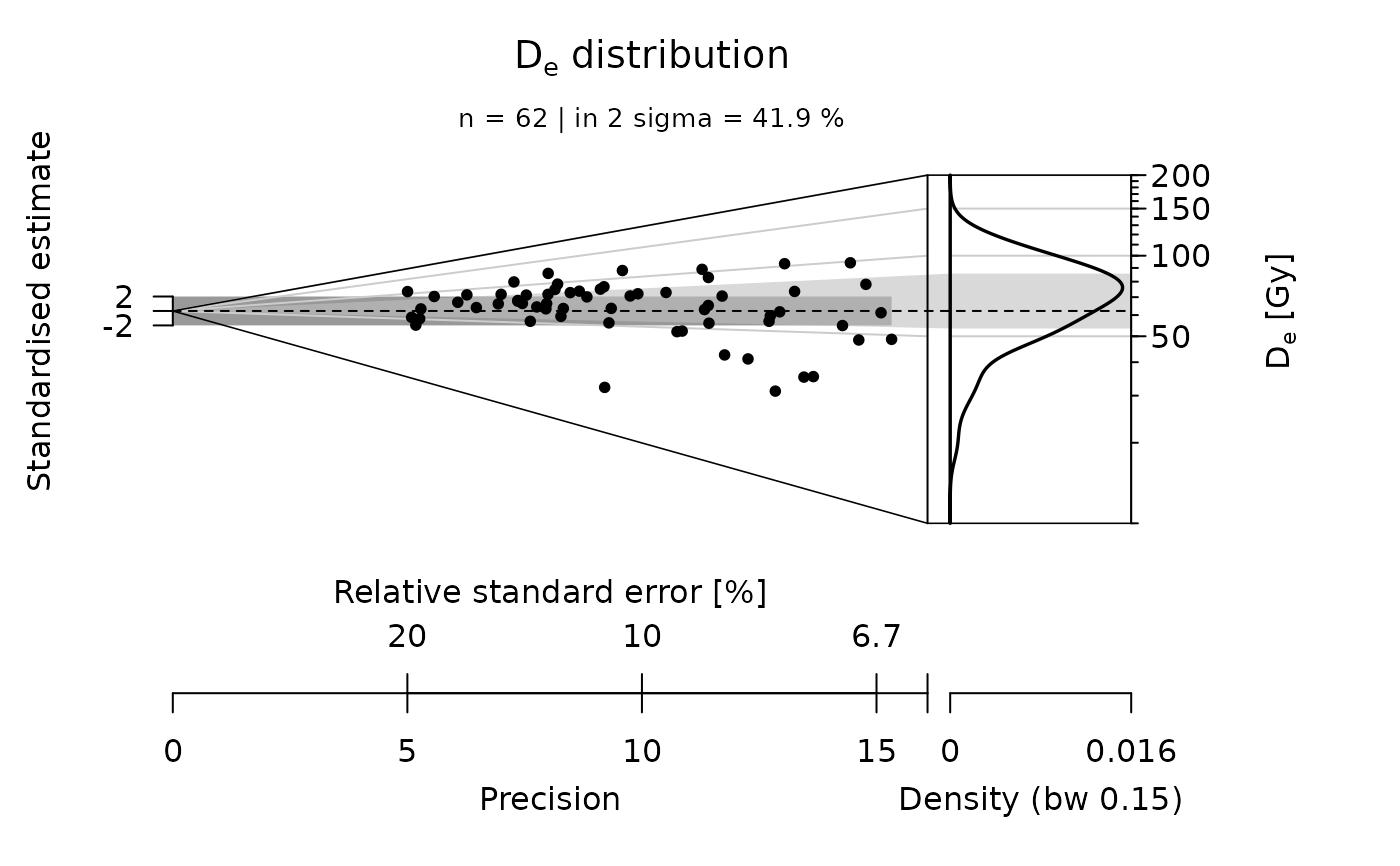 De distribution
n = 62 | in 2 sigma = 41.9 %
Standardised estimate
2
-2
200
150
100
50
De [Gy]
Relative standard error [%]
20 10 6.7
0 5 10 15 0 0.016
Precision Density (bw 0.15)